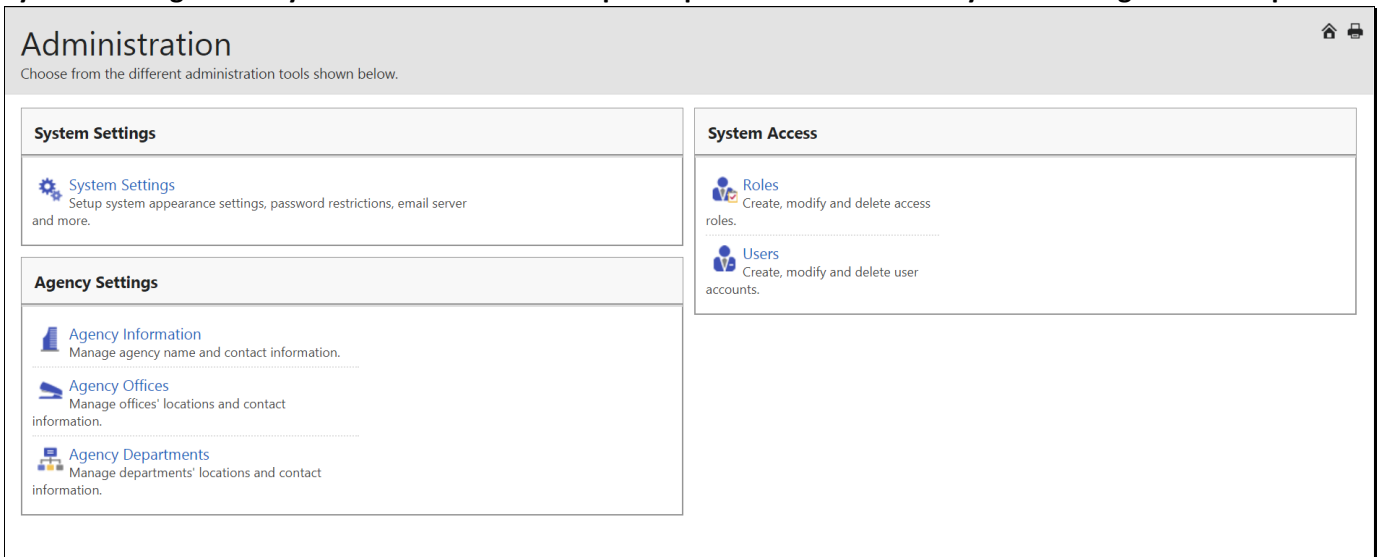 Administration
Choose from the different administration tools shown below.
System Settings
System Settings
Setup system appearance settings, password restrictions, email server
and more.
Agency Settings
Agency Information
Manage agency name and contact information.
Agency Offices
Manage offices' locations and contact
information.
Agency Departments
Manage departments' locations and contact
information.
System Access
Roles
Create, modify and delete access
roles.
Users
Create, modify and delete user
accounts.